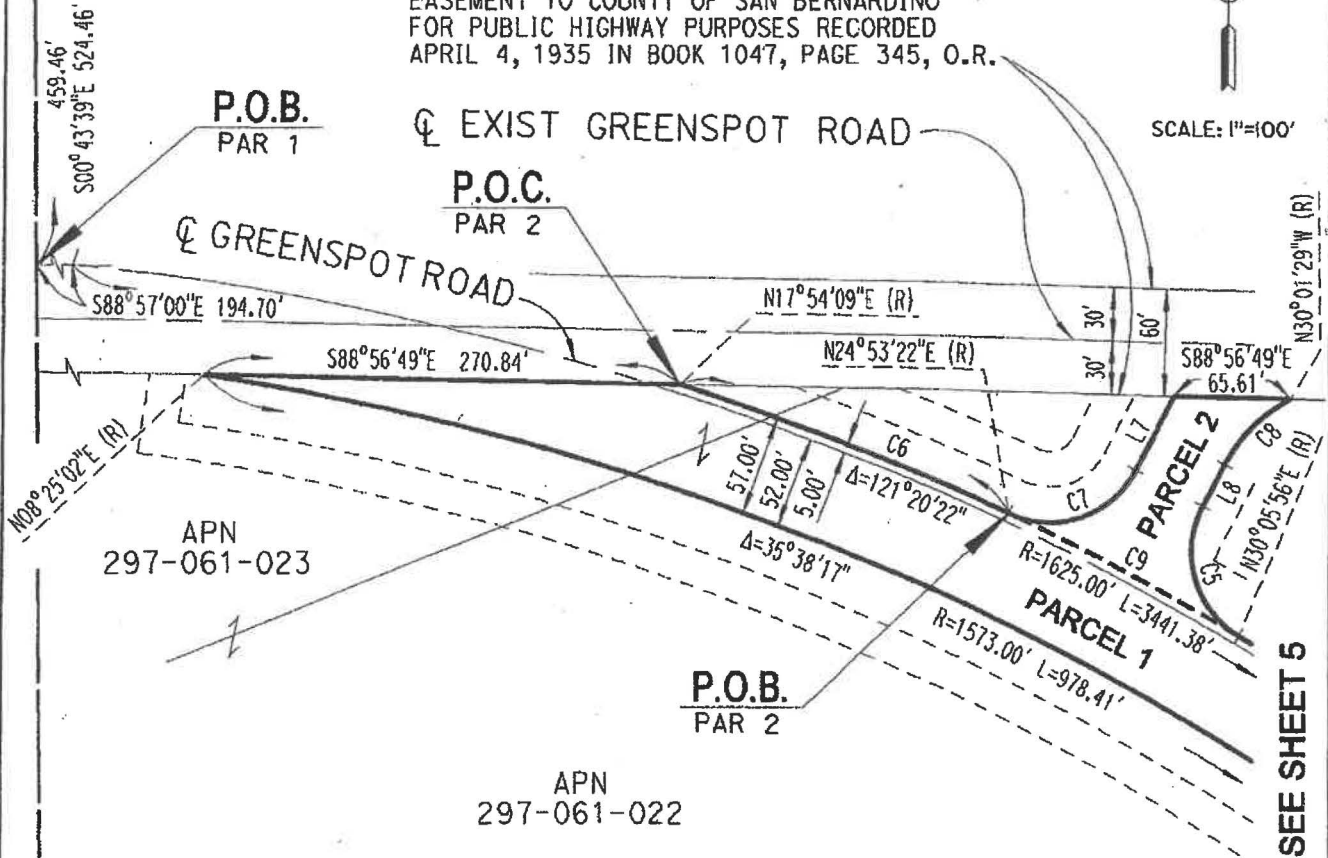 EASEMENT TO COUNTY OF SAN BERNARDINO
FOR PUBLIC HIGHWAY PURPOSES RECORDED
APRIL 4, 1935 IN BOOK 1047, PAGE 345, O.R.
459.46'
S00°43'39"E 524.46'
P.O.B.
PAR 1
℄ EXIST GREENSPOT ROAD
SCALE: 1"=100'
P.O.C.
PAR 2
℄ GREENSPOT ROAD
N30°01'29"W (R)
S88°57'00"E 194.70'
N17°54'09"E (R)
30'
60'
30'
N24°53'22"E (R)
S88°56'49"E
65.61'
S88°56'49"E 270.84'
N08°25'02"E (R)
C6
L7
C7
PARCEL 2
C8
L8
N30°05'56"E (R)
C5
57.00'
52.00'
5.00'
Δ=121°20'22"
Δ=35°38'17"
C9
R=1625.00' L=3441.38'
PARCEL 1
R=1573.00' L=978.41'
APN
297-061-023
P.O.B.
PAR 2
APN
297-061-022
SEE SHEET 5